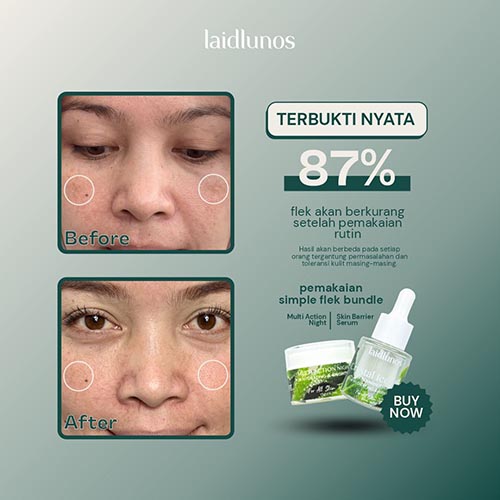 laidlunos
TERBUKTI NYATA
87%
flek akan berkurang
setelah pemakaian
rutin
Hasil akan berbeda pada setiap
orang tergantung permasalahan dan
toleransi kulit masing-masing.
Before
After
pemakaian
simple flek bundle
Multi Action
Night
Skin Barrier
Serum
laidlunos
BUY
NOW